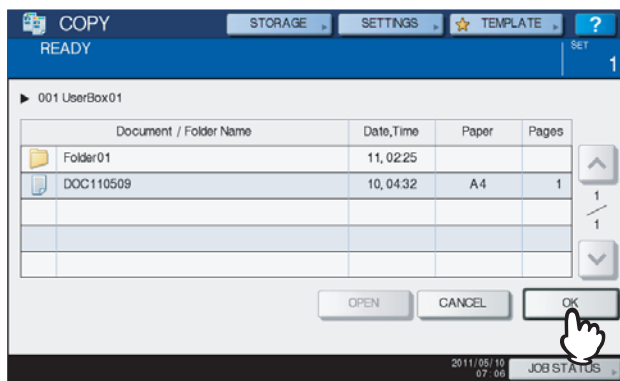 COPY STORAGE SETTINGS TEMPLATE ?
READY SET
1
001 UserBox01
Document / Folder Name Date,Time Paper Pages
Folder01 11, 02:25
DOC110509 10, 04:32 A4 1
1
1
OPEN CANCEL OK
2011/05/10
07:06 JOB STATUS